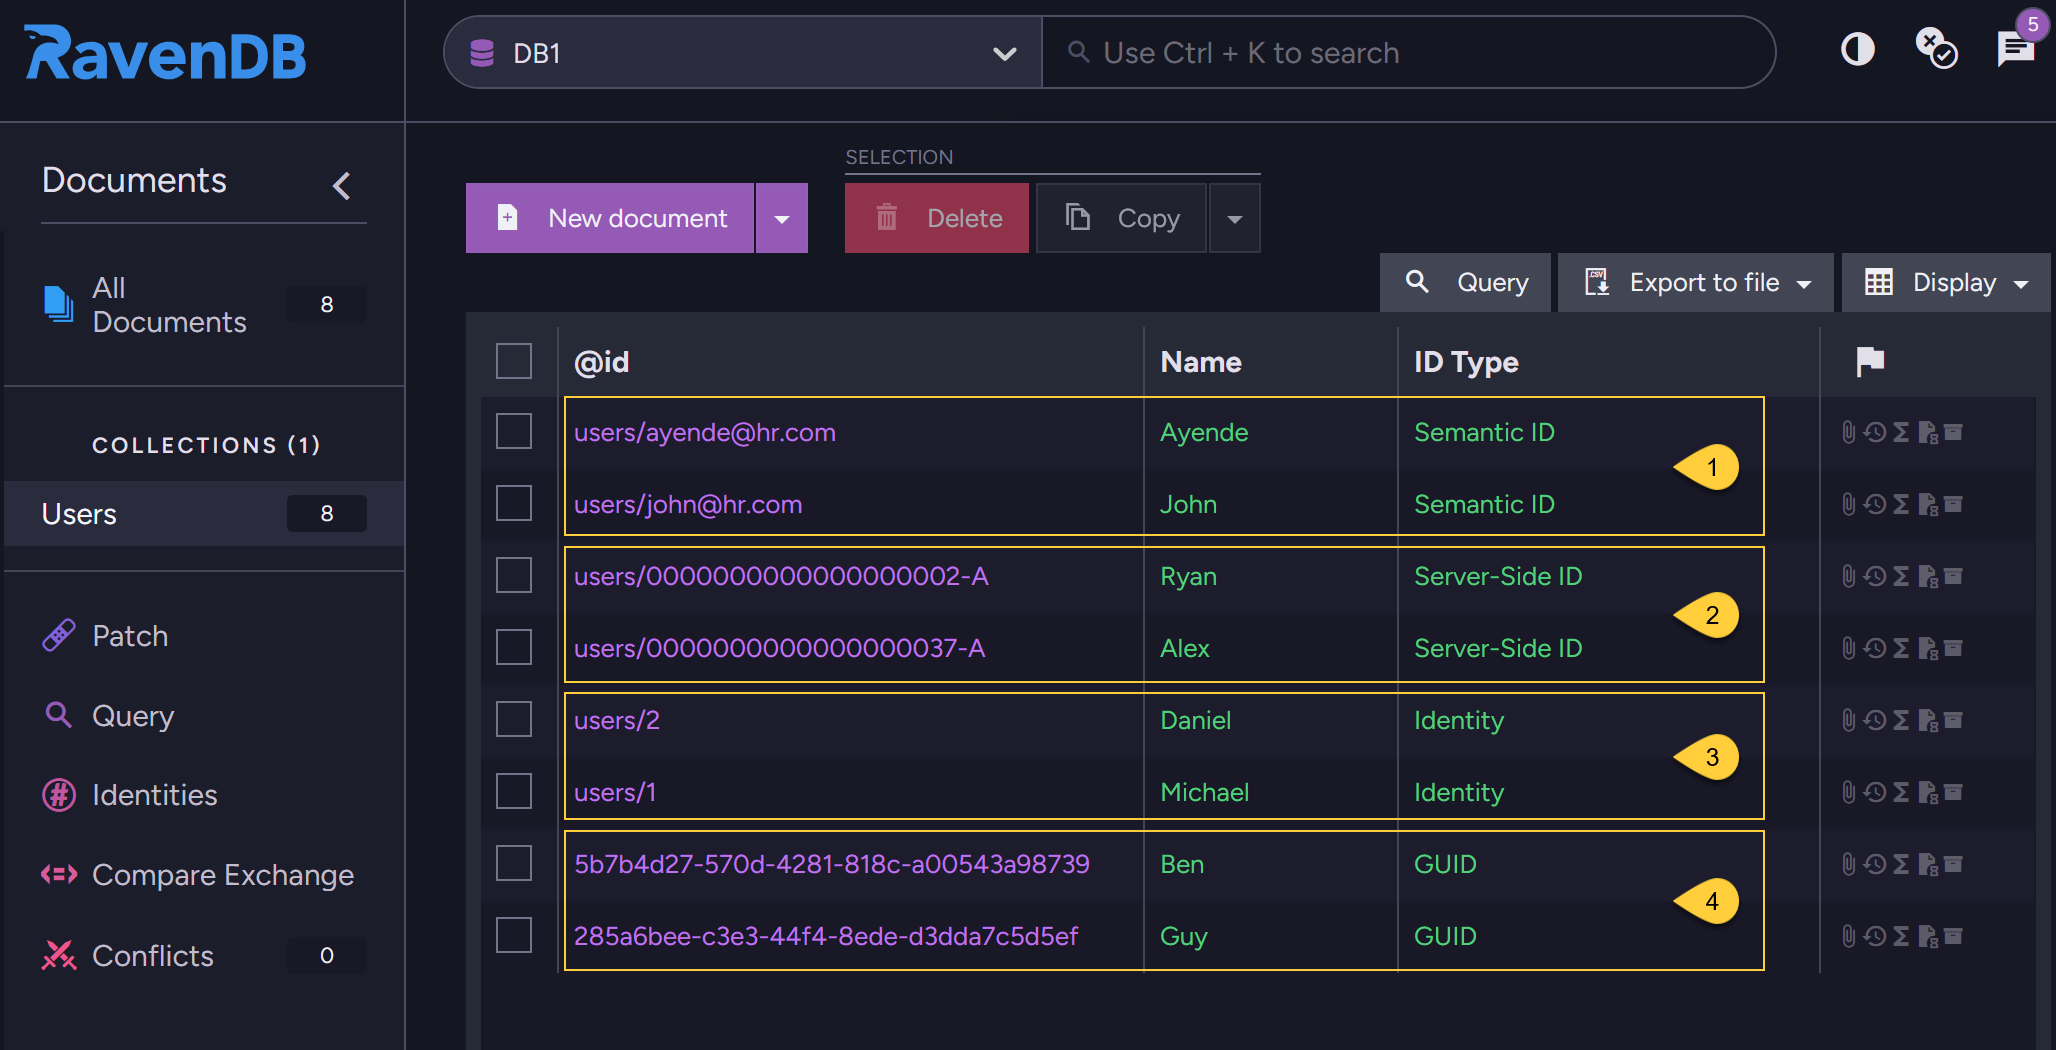 RavenDB
DB1
Use Ctrl + K to search
5
Documents
All
Documents
8
COLLECTIONS (1)
Users
8
Patch
Query
Identities
Compare Exchange
Conflicts
0
SELECTION
New document
Delete
Copy
Query
CSV
Export to file
Display
@id Name ID Type
users/ayende@hr.com Ayende Semantic ID
1
users/john@hr.com John Semantic ID
users/0000000000000000002-A Ryan Server-Side ID
2
users/0000000000000000037-A Alex Server-Side ID
users/2 Daniel Identity
3
users/1 Michael Identity
5b7b4d27-570d-4281-818c-a00543a98739 Ben GUID
4
285a6bee-c3e3-44f4-8ede-d3dda7c5d5ef Guy GUID